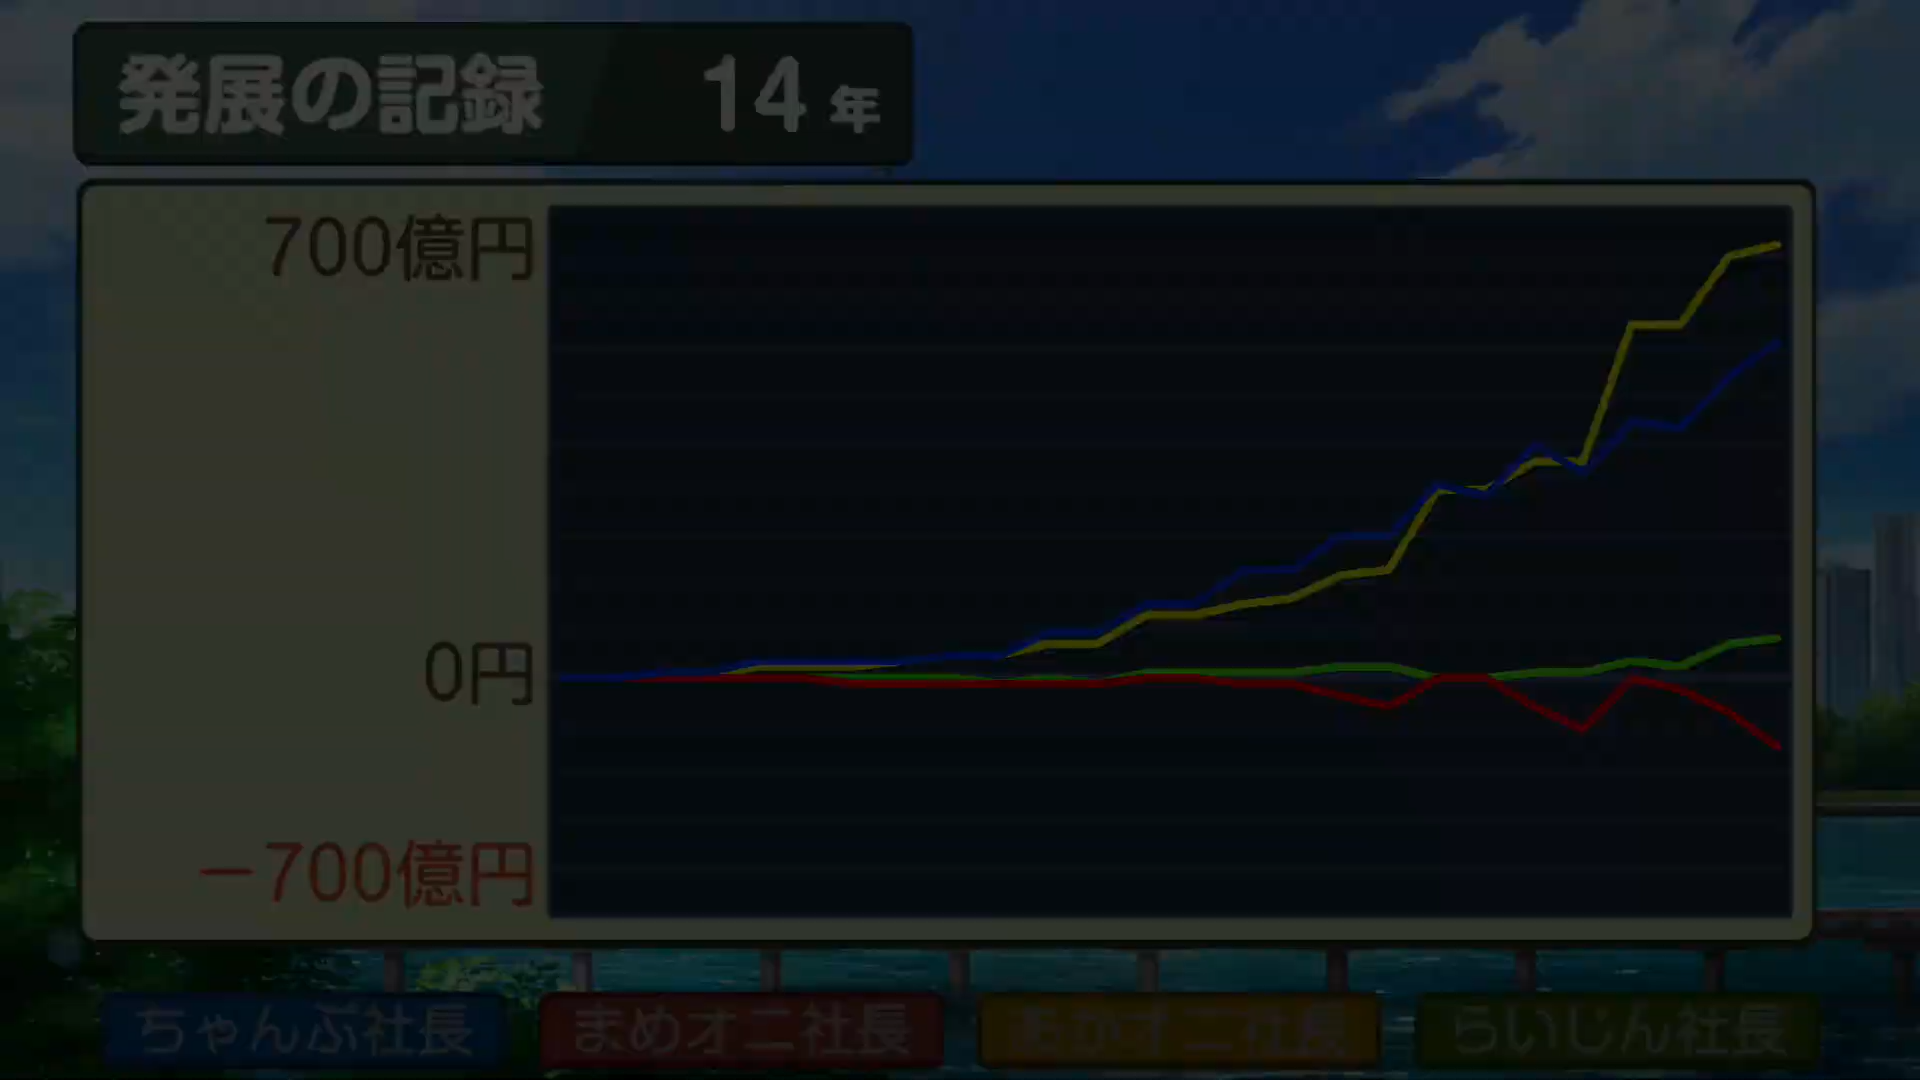 発展の記録 14年
700億円
0円
-700億円
ちゃんぷ社長 まめオニ社長 あかオニ社長 らいじん社長